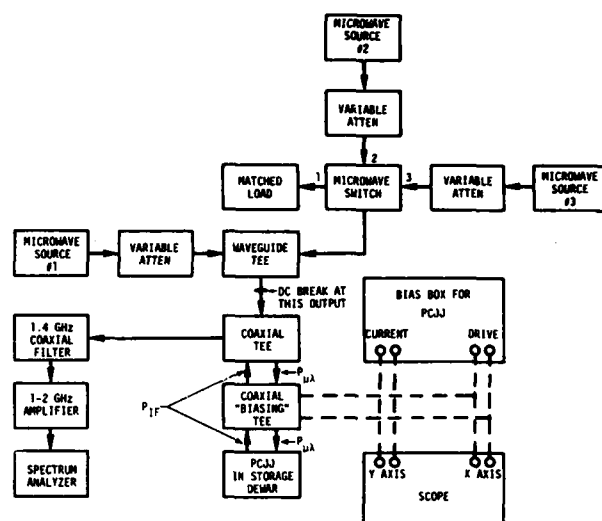 MICROWAVE
SOURCE
#2
VARIABLE
ATTEN
2
MATCHED
LOAD
1
MICROWAVE
SWITCH
3
VARIABLE
ATTEN
MICROWAVE
SOURCE
#3
MICROWAVE
SOURCE
#1
VARIABLE
ATTEN
WAVEGUIDE
TEE
DC BREAK AT
THIS OUTPUT
BIAS BOX FOR
PCJJ
CURRENT
DRIVE
1.4 GHz
COAXIAL
FILTER
COAXIAL
TEE
Pμλ
1-2 GHz
AMPLIFIER
PIF
COAXIAL
"BIASING"
TEE
Pμλ
SPECTRUM
ANALYZER
PCJJ
IN STORAGE
DEWAR
Y AXIS
X AXIS
SCOPE